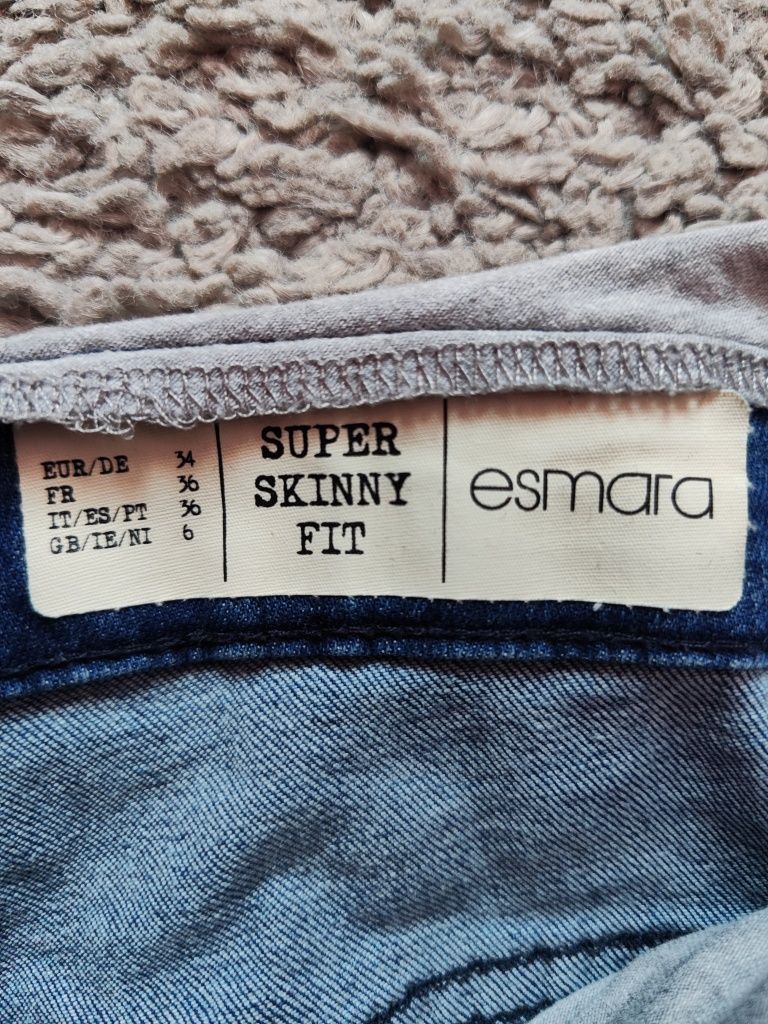 EUR/DE 34
FR 36
IT/ES/PT 36
GB/IE/NI 6
SUPER
SKINNY
FIT
esmara